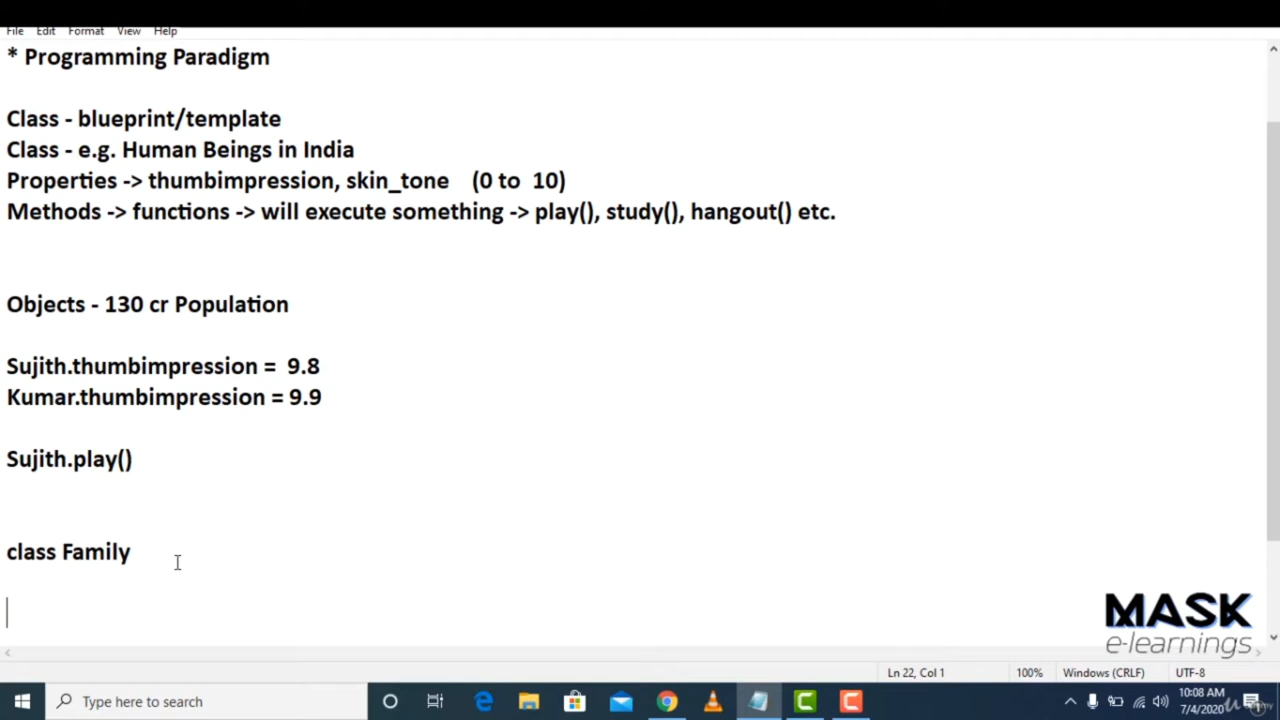 File Edit Format View Help
* Programming Paradigm
Class - blueprint/template
Class - e.g. Human Beings in India
Properties -> thumbimpression, skin_tone (0 to 10)
Methods -> functions -> will execute something -> play(), study(), hangout() etc.
Objects - 130 cr Population
Sujith.thumbimpression = 9.8
Kumar.thumbimpression = 9.9
Sujith.play()
class Family
MASK
e-learnings
Ln 22, Col 1 100% Windows (CRLF) UTF-8
Type here to search
10:08 AM
7/4/2020